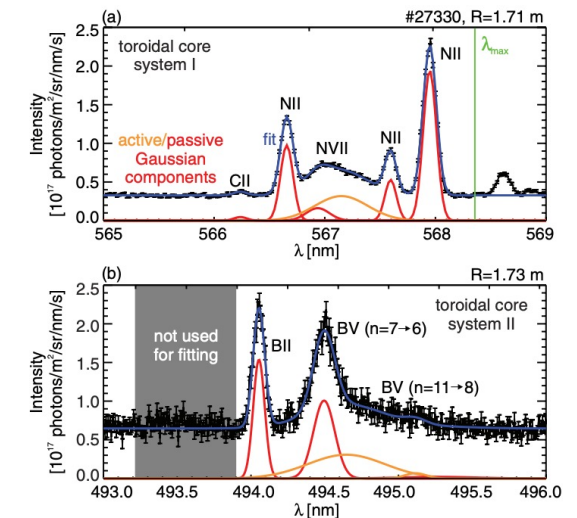 (a) #27330, R=1.71 m
toroidal core
system I
λmax
NII
NII
NVII
NII
CII
fit
active/passive
Gaussian
components
Intensity
[10¹⁷ photons/m²/sr/nm/s]
2.5
2.0
1.5
1.0
0.5
0.0
565 566 567 568 569
λ [nm]
(b) R=1.73 m
toroidal core
system II
not used
for fitting
BII
BV (n=7→6)
BV (n=11→8)
Intensity
[10¹⁷ photons/m²/sr/nm/s]
2.5
2.0
1.5
1.0
0.5
0.0
493.0 493.5 494.0 494.5 495.0 495.5 496.0
λ [nm]